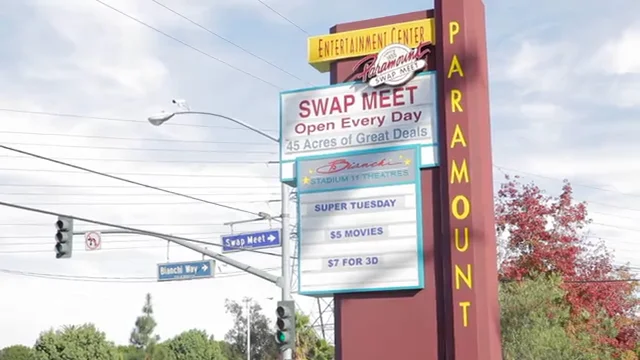 ENTERTAINMENT CENTER
Paramount
SWAP MEET
SWAP MEET
Open Every Day
45 Acres of Great Deals
Bianchi
STADIUM 11 THEATRES
SUPER TUESDAY
$5 MOVIES
$7 FOR 3D
PARAMOUNT
SWAP MEET
Bianchi Way